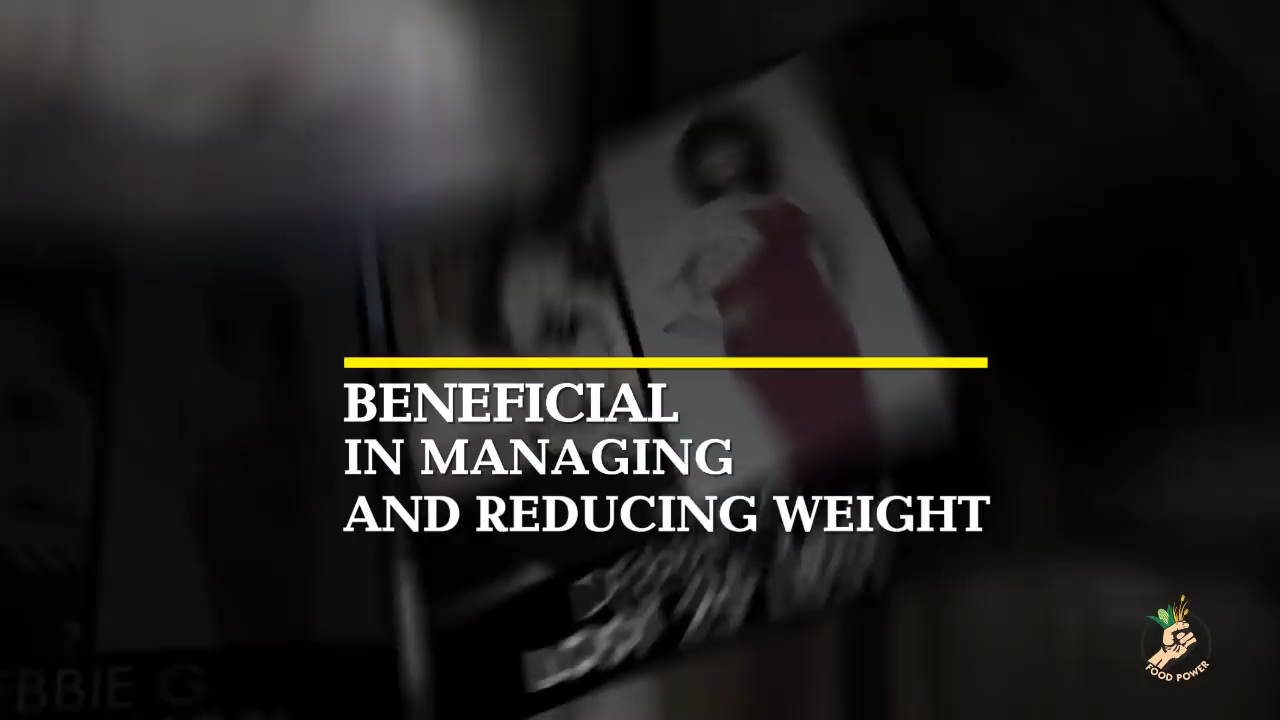 BENEFICIAL
IN MANAGING
AND REDUCING WEIGHT
FOOD POWER